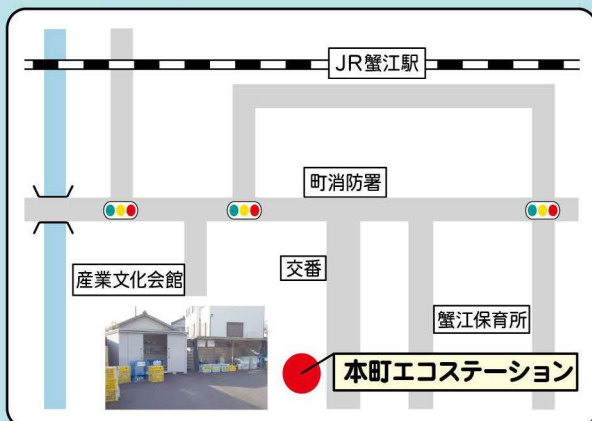 JR蟹江駅
町消防署
産業文化会館
交番
蟹江保育所
本町エコステーション